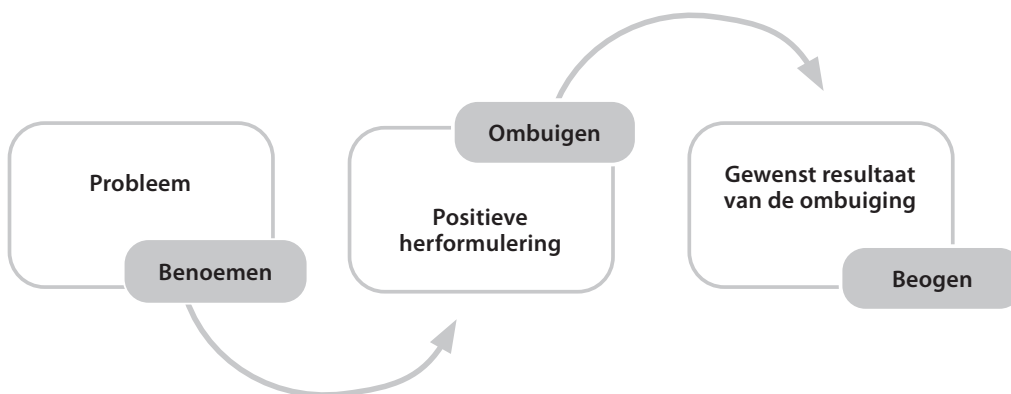 Probleem
Benoemen
Ombuigen
Positieve
herformulering
Gewenst resultaat
van de ombuiging
Beogen